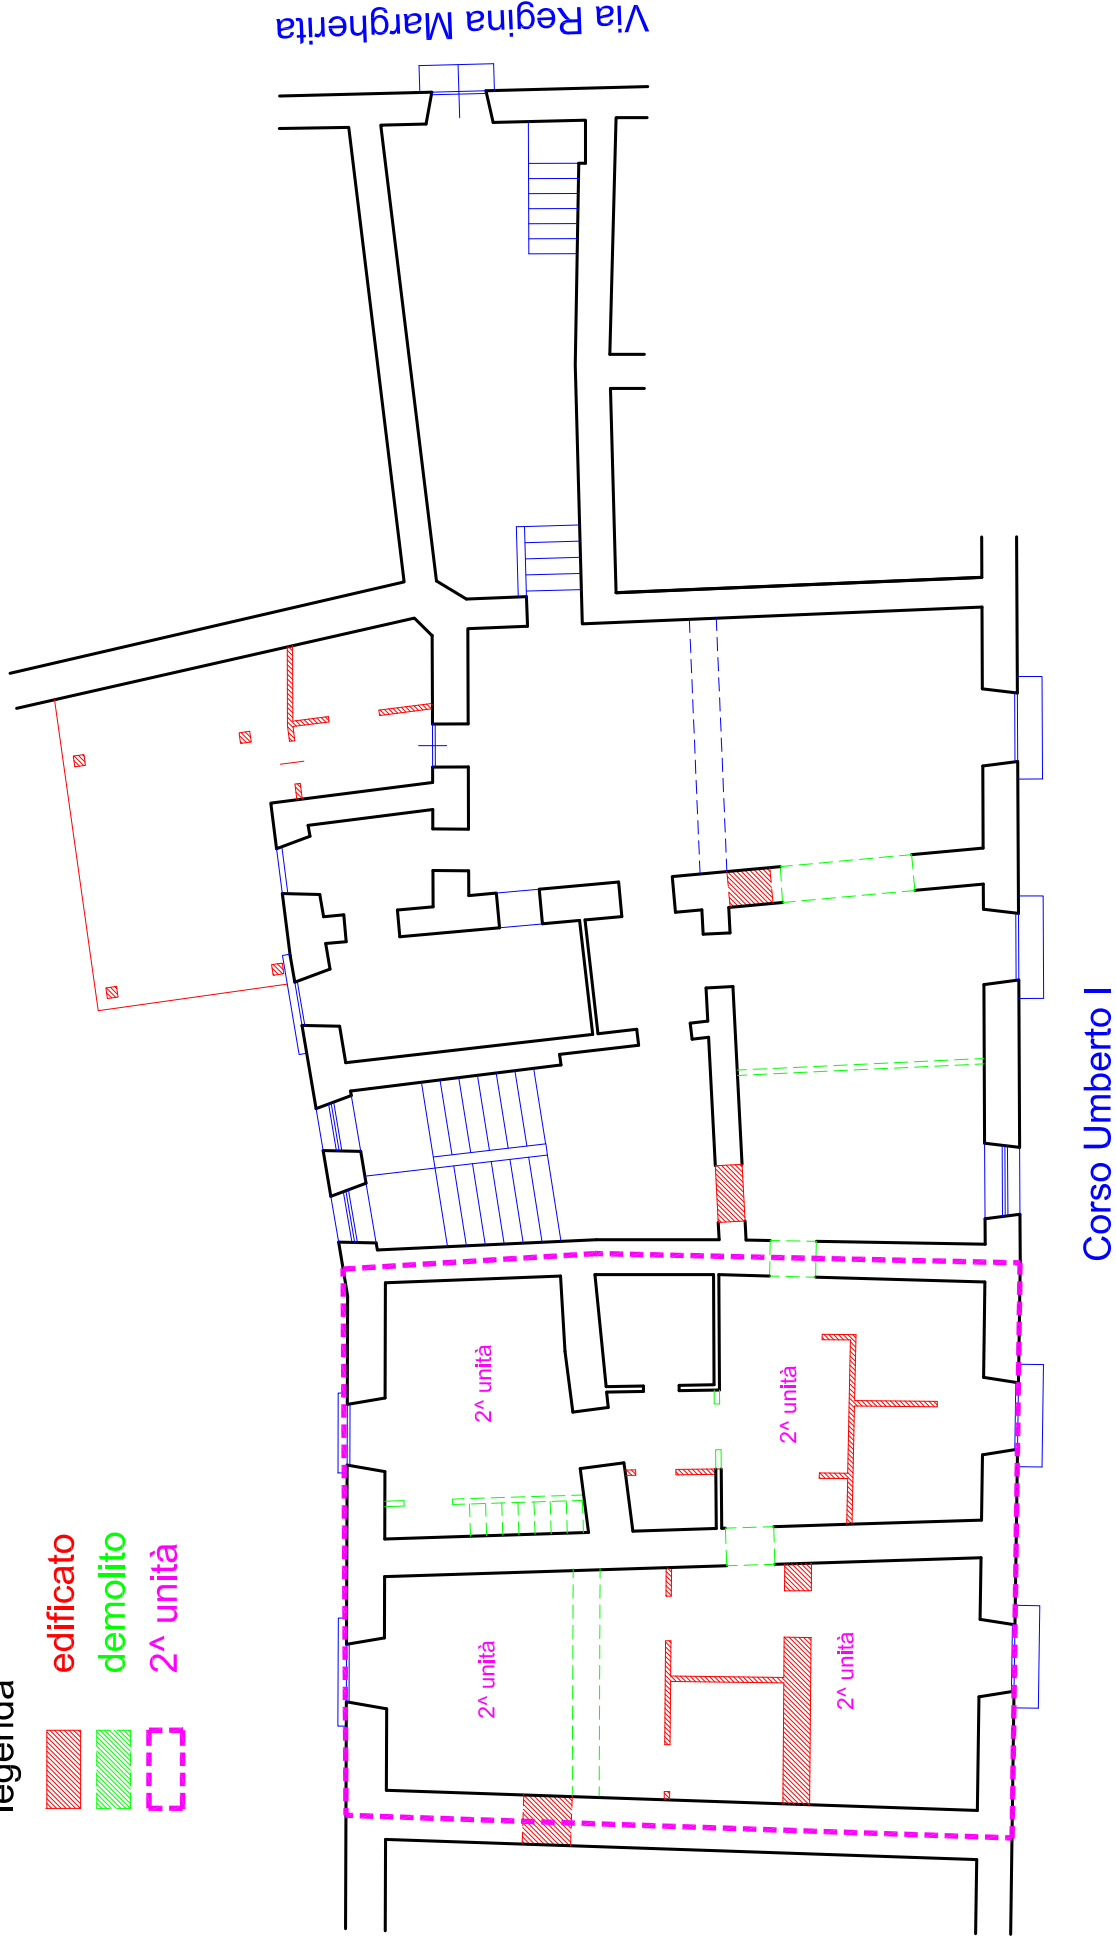 Via Regina Margherita
Corso Umberto I
legenda
edificato
demolito
2^ unità
2^ unità
2^ unità
2^ unità
2^ unità